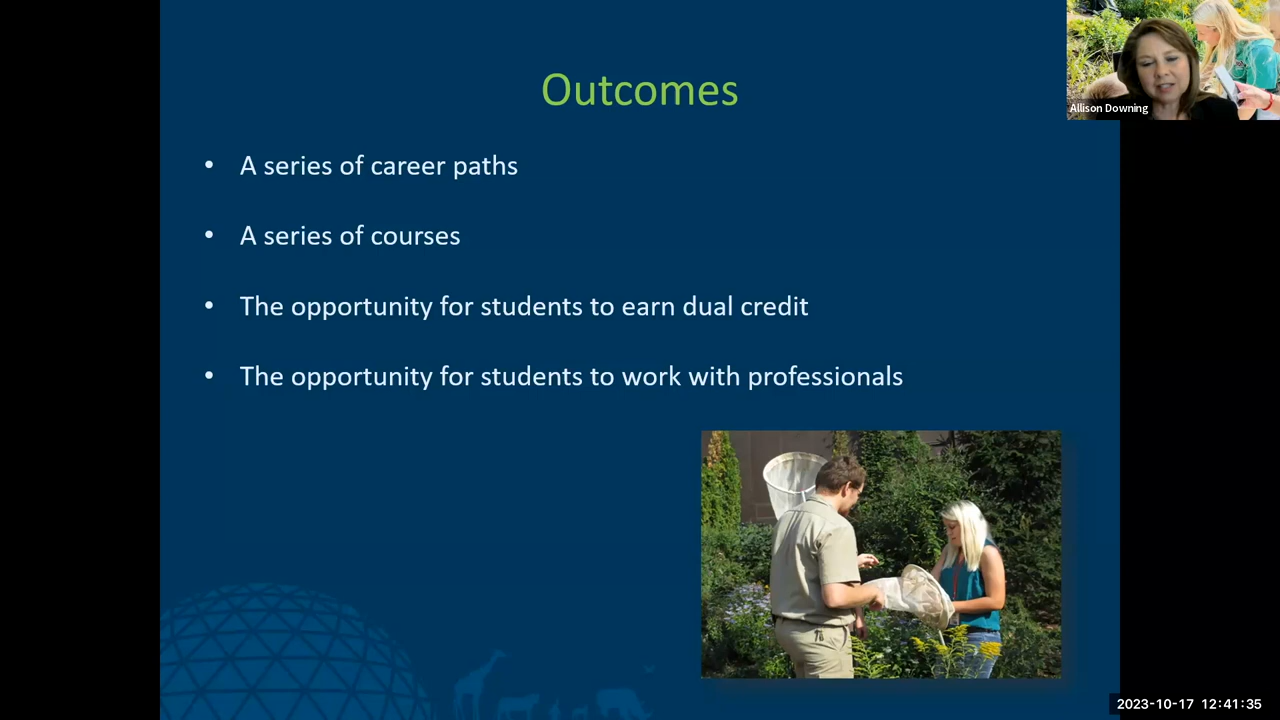 Outcomes
Allison Downing
• A series of career paths
• A series of courses
• The opportunity for students to earn dual credit
• The opportunity for students to work with professionals
2023-10-17 12:41:35